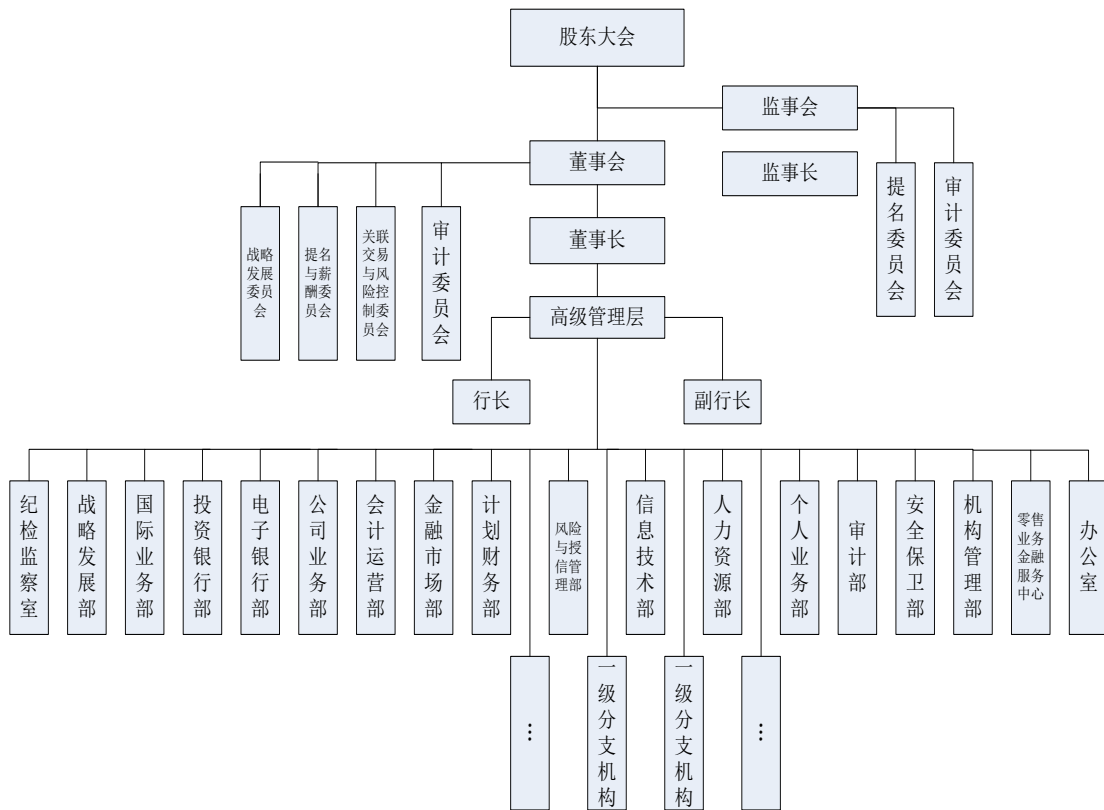 股东大会
监事会
董事会
监事长
提名委员会
审计委员会
战略发展委员会
提名与薪酬委员会
关联交易与风险控制委员会
审计委员会
董事长
高级管理层
行长
副行长
纪检监察室
战略发展部
国际业务部
投资银行部
电子银行部
公司业务部
会计运营部
金融市场部
计划财务部
风险与授信管理部
信息技术部
人力资源部
个人业务部
审计部
安全保卫部
机构管理部
零售业务金融服务中心
办公室
…
一级分支机构
一级分支机构
…